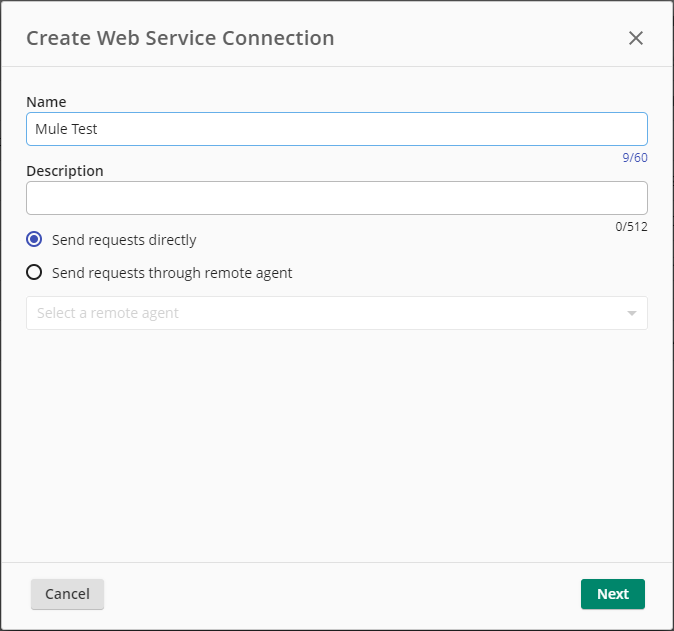 Create Web Service Connection
Name
Mule Test
9/60
Description
0/512
Send requests directly
Send requests through remote agent
Select a remote agent
Cancel
Next